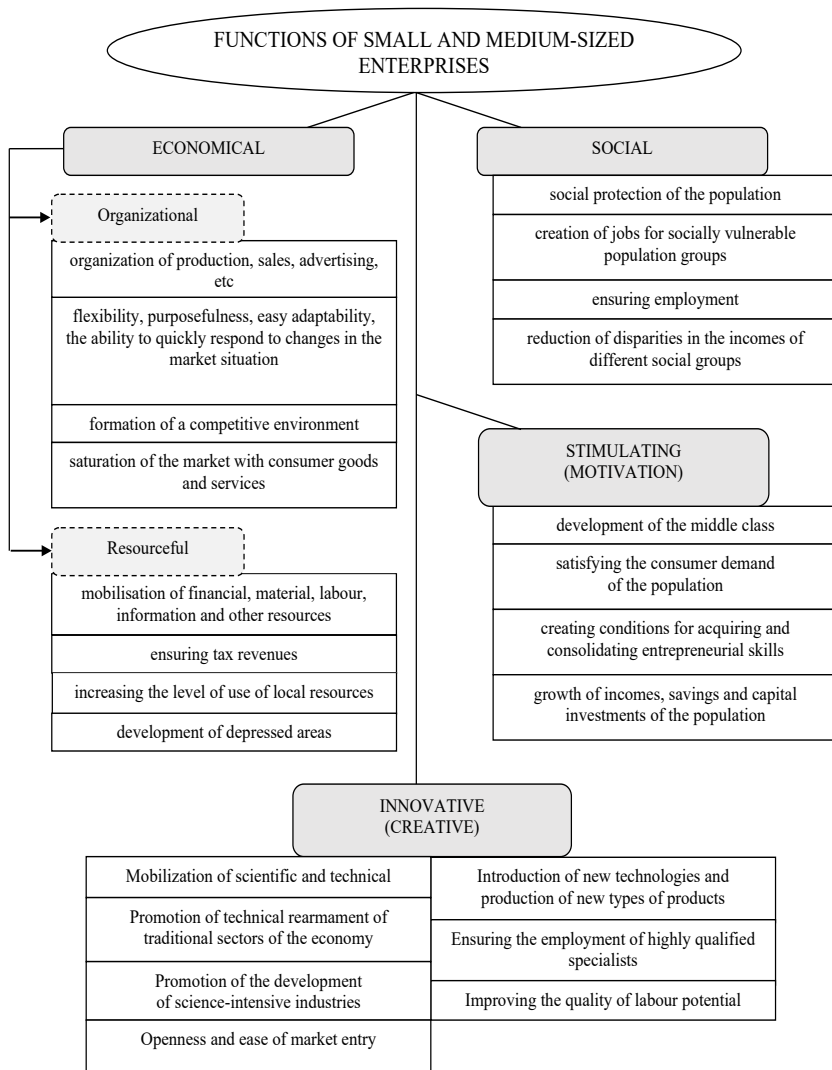 FUNCTIONS OF SMALL AND MEDIUM-SIZED
ENTERPRISES
ECONOMICAL
Organizational
organization of production, sales, advertising,
etc
flexibility, purposefulness, easy adaptability,
the ability to quickly respond to changes in the
market situation
formation of a competitive environment
saturation of the market with consumer goods
and services
Resourceful
mobilisation of financial, material, labour,
information and other resources
ensuring tax revenues
increasing the level of use of local resources
development of depressed areas
SOCIAL
social protection of the population
creation of jobs for socially vulnerable
population groups
ensuring employment
reduction of disparities in the incomes of
different social groups
STIMULATING
(MOTIVATION)
development of the middle class
satisfying the consumer demand
of the population
creating conditions for acquiring and
consolidating entrepreneurial skills
growth of incomes, savings and capital
investments of the population
INNOVATIVE
(CREATIVE)
Mobilization of scientific and technical
Promotion of technical rearmament of
traditional sectors of the economy
Promotion of the development
of science-intensive industries
Openness and ease of market entry
Introduction of new technologies and
production of new types of products
Ensuring the employment of highly qualified
specialists
Improving the quality of labour potential